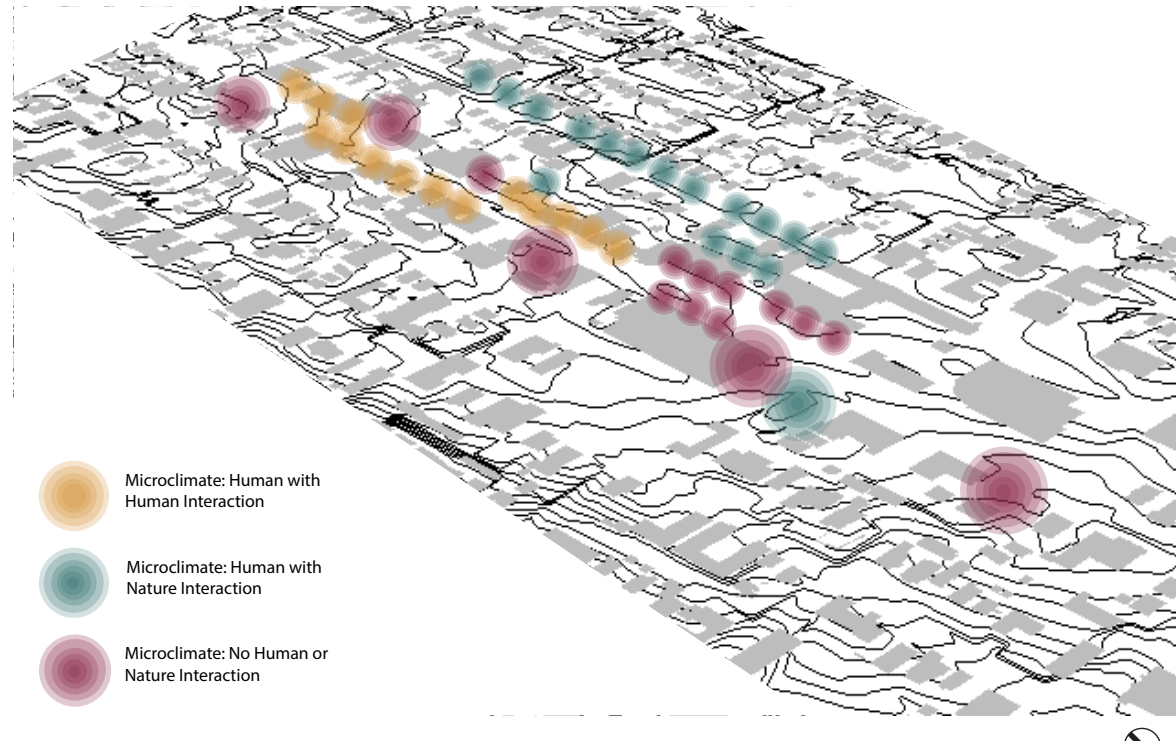 Microclimate: Human with
Human Interaction
Microclimate: Human with
Nature Interaction
Microclimate: No Human or
Nature Interaction